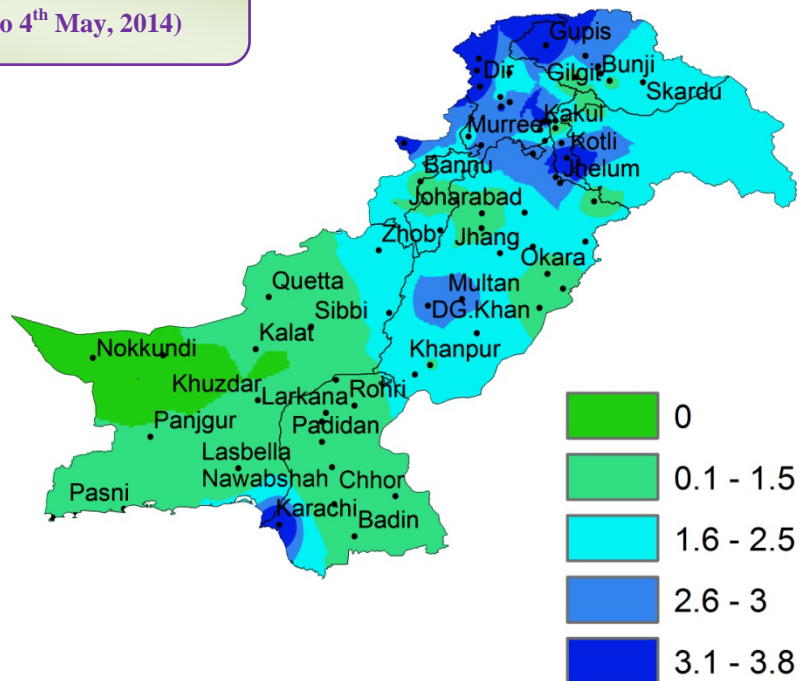 o 4th May, 2014)
Gupis
Dir
Gilgit
Bunji
Skardu
Kakul
Murree
Kotli
Bannu
Jhelum
Joharabad
Zhob
Jhang
Okara
Quetta
Multan
Sibbi
DG.Khan
Kalat
Nokkundi
Khanpur
Khuzdar
Larkana
Rohri
Panjgur
Padidan
Lasbella
Nawabshah
Chhor
Pasni
Karachi
Badin
0
0.1 - 1.5
1.6 - 2.5
2.6 - 3
3.1 - 3.8